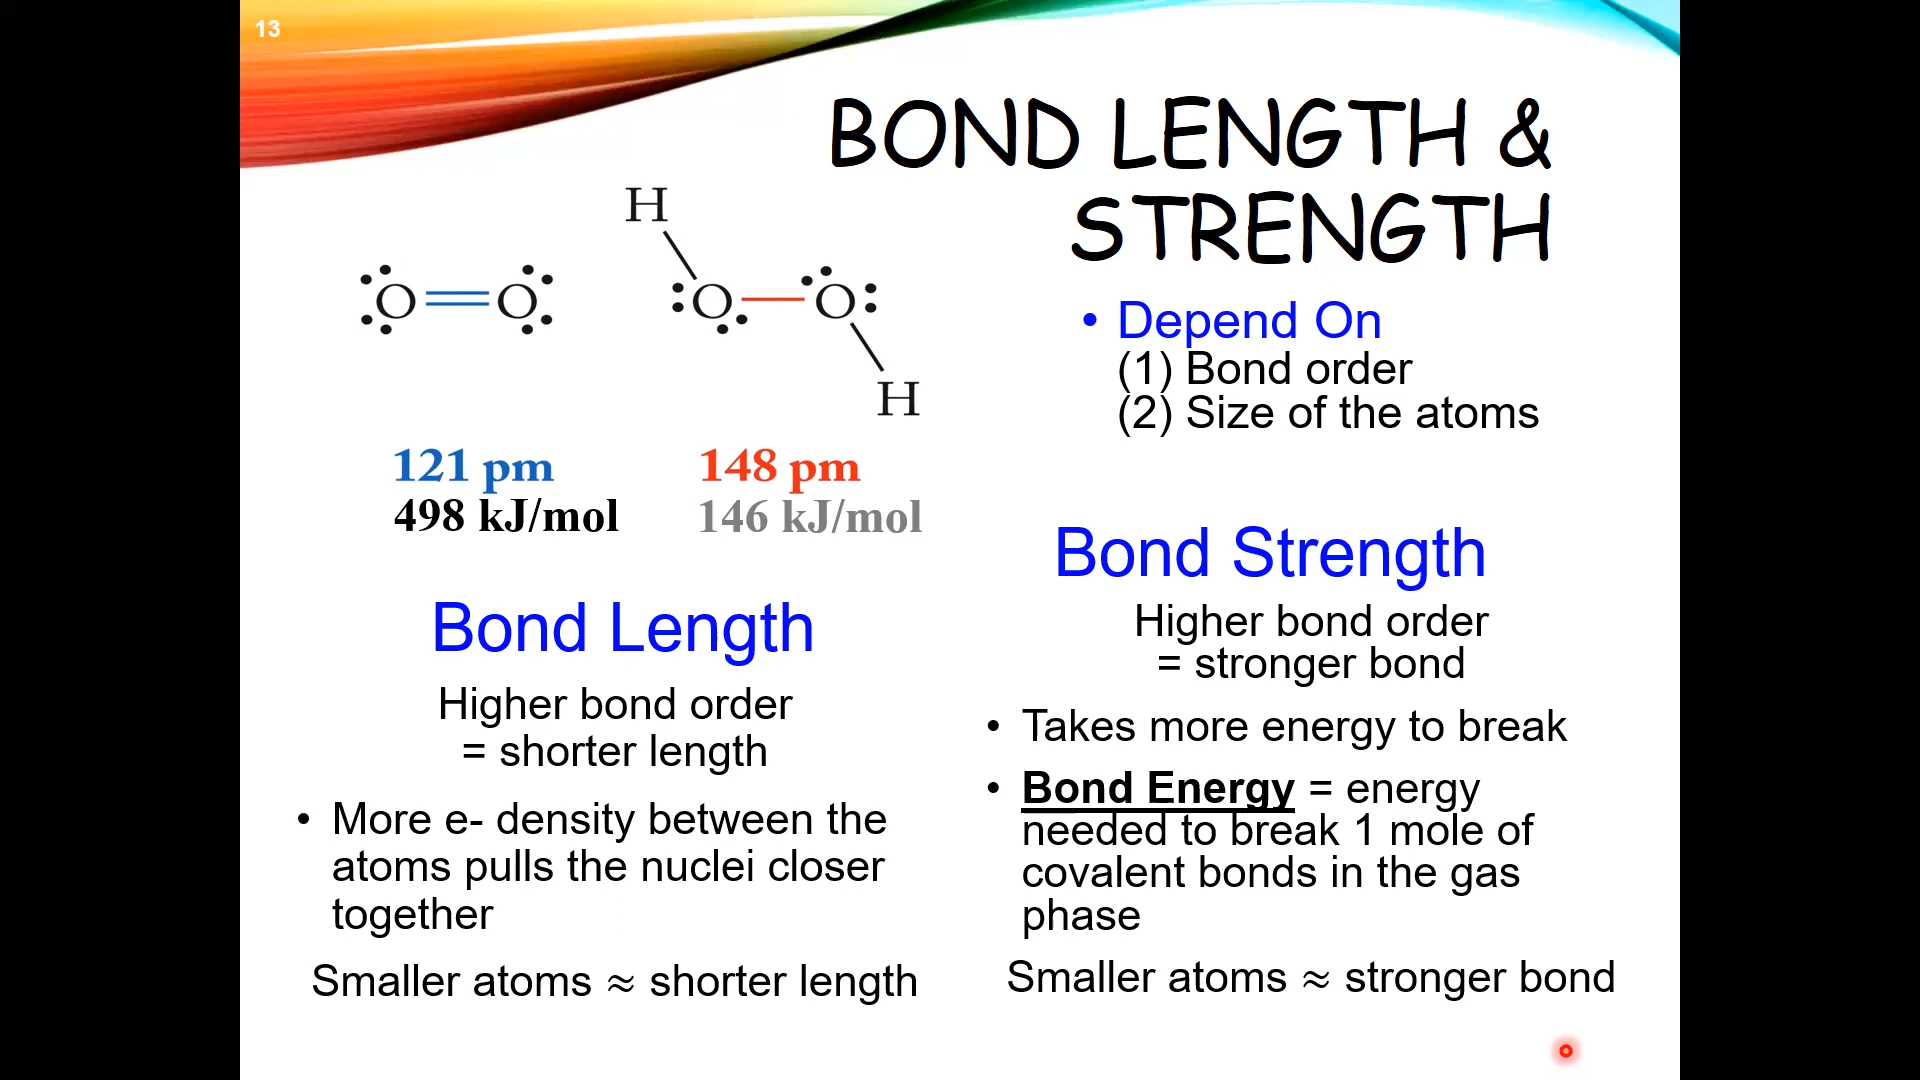 13
BOND LENGTH &
STRENGTH
H
O O
O O
H
121 pm
498 kJ/mol
148 pm
146 kJ/mol
• Depend On
(1) Bond order
(2) Size of the atoms
Bond Length
Higher bond order
= shorter length
• More e- density between the
atoms pulls the nuclei closer
together
Smaller atoms ≈ shorter length
Bond Strength
Higher bond order
= stronger bond
• Takes more energy to break
• Bond Energy = energy
needed to break 1 mole of
covalent bonds in the gas
phase
Smaller atoms ≈ stronger bond